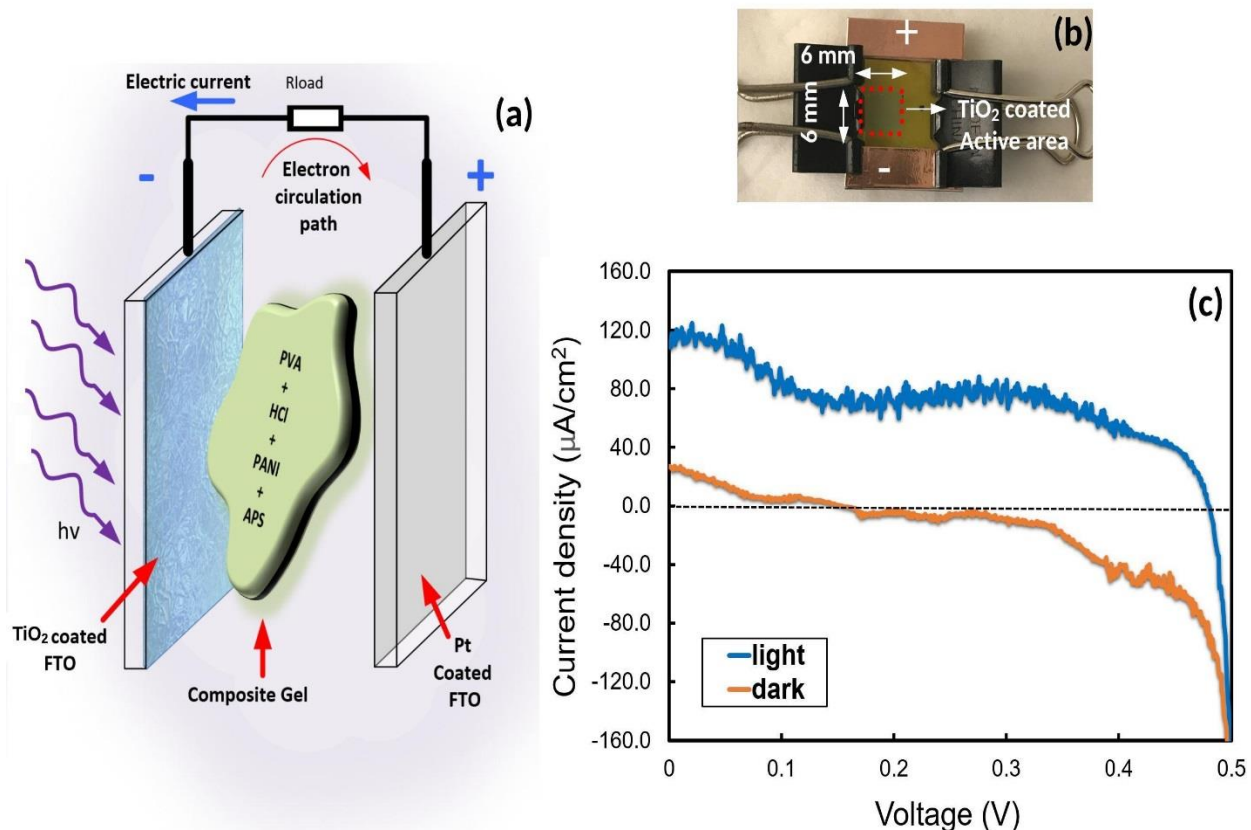 (a)
Electric current
Rload
Electron
circulation
path
-
+
PVA
+
HCl
+
PANI
+
APS
hν
TiO2 coated
FTO
Composite Gel
Pt
Coated
FTO
(b)
+
6 mm
6 mm
TiO2 coated
Active area
-
(c)
Current density (μA/cm²)
160.0
120.0
80.0
40.0
0.0
-40.0
-80.0
-120.0
-160.0
light
dark
0 0.1 0.2 0.3 0.4 0.5
Voltage (V)